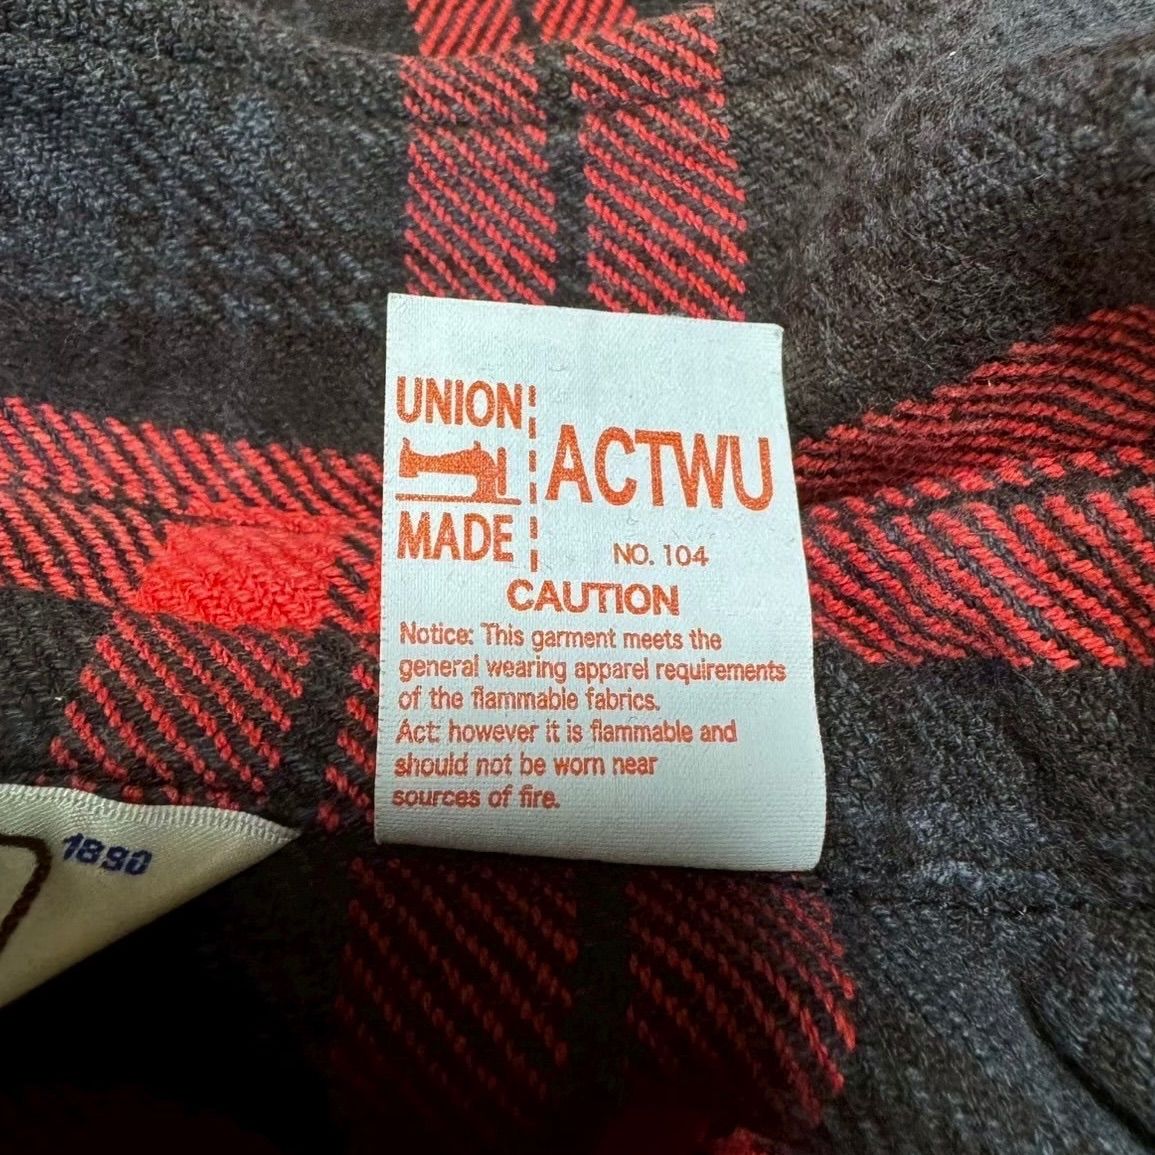 UNION
MADE
ACTWU
NO. 104
CAUTION
Notice: This garment meets the
general wearing apparel requirements
of the flammable fabrics.
Act: however it is flammable and
should not be worn near
sources of fire.
1890